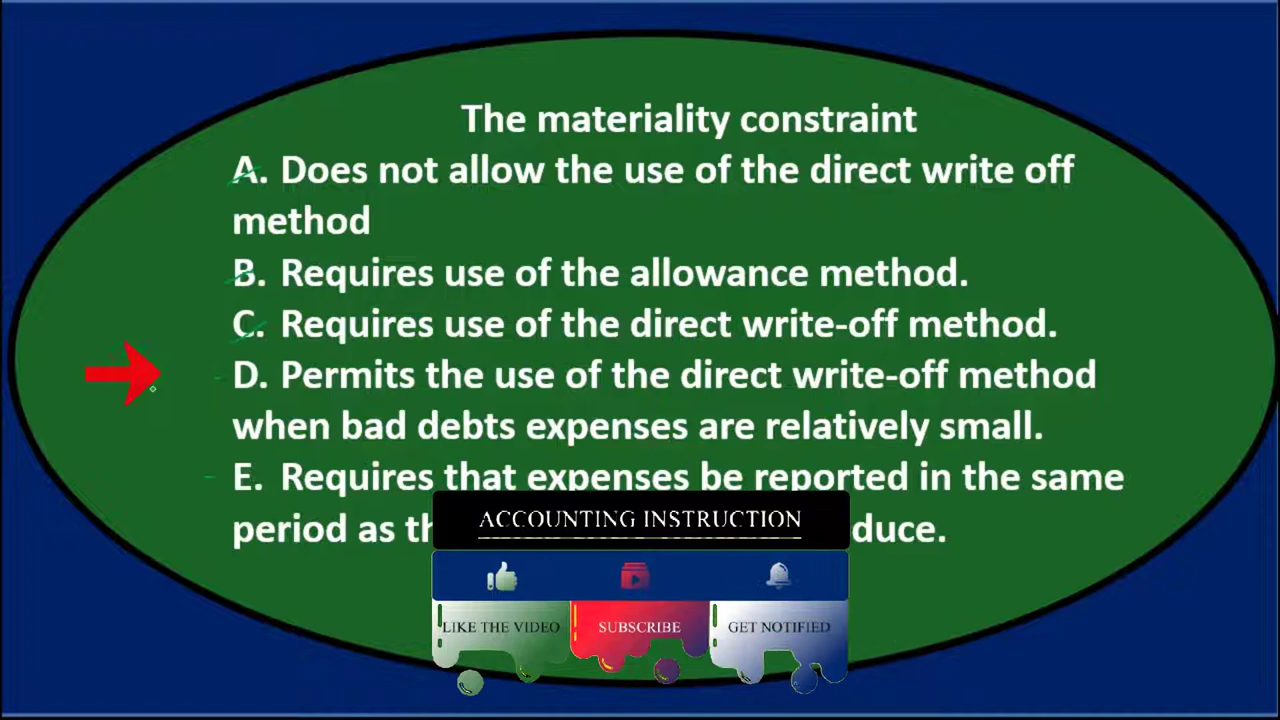 The materiality constraint
A. Does not allow the use of the direct write off
method
B. Requires use of the allowance method.
C. Requires use of the direct write-off method.
D. Permits the use of the direct write-off method
when bad debts expenses are relatively small.
E. Requires that expenses be reported in the same
period as duce.
ACCOUNTING INSTRUCTION
LIKE THE VIDEO SUBSCRIBE GET NOTIFIED